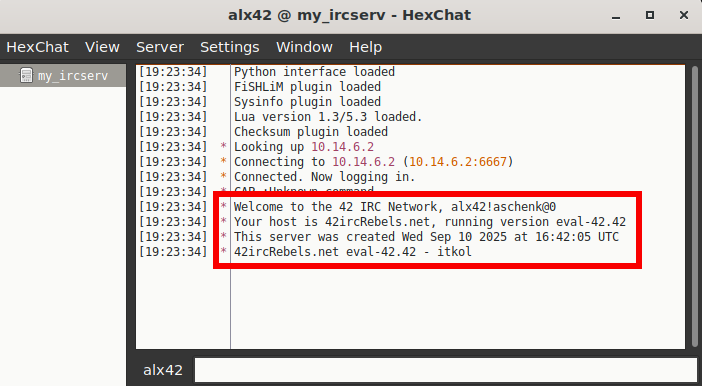 alx42 @ my_ircserv - HexChat
HexChat View Server Settings Window Help
my_ircserv
[19:23:34] Python interface loaded
[19:23:34] FiSHLiM plugin loaded
[19:23:34] Sysinfo plugin loaded
[19:23:34] Lua version 1.3/5.3 loaded.
[19:23:34] Checksum plugin loaded
[19:23:34] * Looking up 10.14.6.2
[19:23:34] * Connecting to 10.14.6.2 (10.14.6.2:6667)
[19:23:34] * Connected. Now logging in.
[19:23:34] * CAP :Unknown command
[19:23:34] * Welcome to the 42 IRC Network, alx42!aschenk@0
[19:23:34] * Your host is 42ircRebels.net, running version eval-42.42
[19:23:34] * This server was created Wed Sep 10 2025 at 16:42:05 UTC
[19:23:34] * 42ircRebels.net eval-42.42 - itkol
alx42